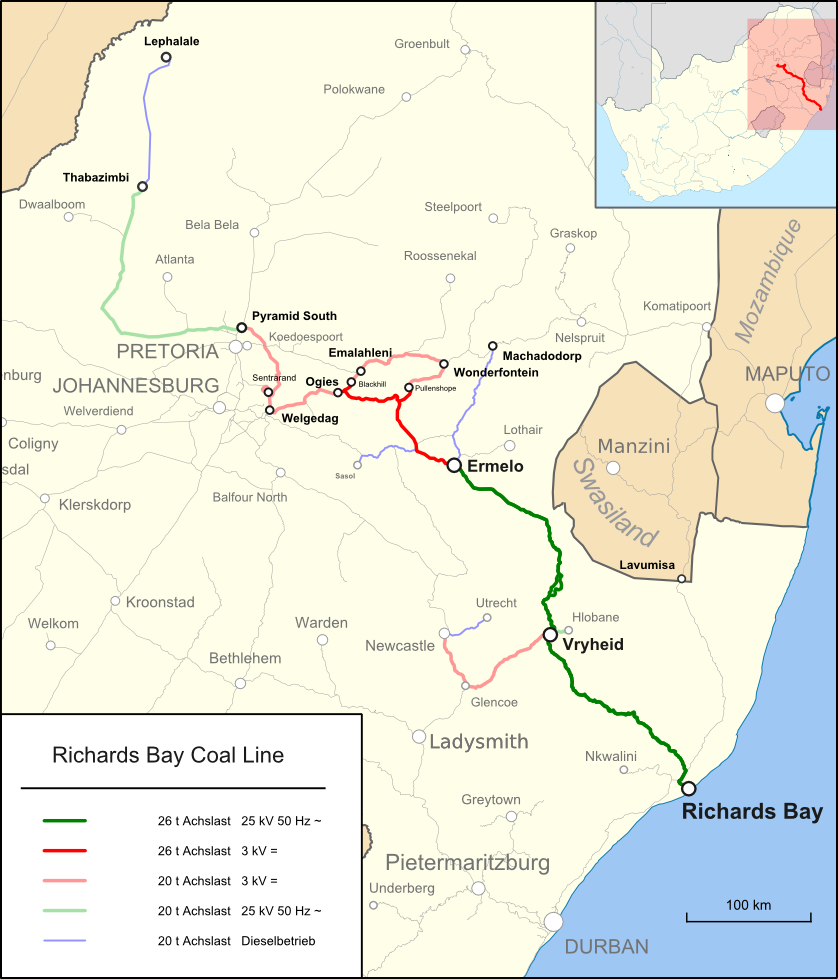 Lephalale
Groenbult
Polokwane
Thabazimbi
Dwaalboom
Bela Bela
Steelpoort
Graskop
Atlanta
Roossenekal
Mozambique
Komatipoort
Pyramid South
Koedoespoort
Nelspruit
PRETORIA
Emalahleni
Machadodorp
Wonderfontein
enburg
JOHANNESBURG
Sentrarand
Ogies
Blackhill
Pullenshope
MAPUTO
Welverdiend
Welgedag
Coligny
Lothair
Manzini
sdal
Sasol
Ermelo
Swasiland
Klerskdorp
Balfour North
Lavumisa
Kroonstad
Utrecht
Hlobane
Welkom
Warden
Newcastle
Vryheid
Bethlehem
Glencoe
Ladysmith
Nkwalini
Richards Bay
Greytown
Pietermaritzburg
Underberg
DURBAN
100 km
Richards Bay Coal Line
26 t Achslast 25 kV 50 Hz ~
26 t Achslast 3 kV =
20 t Achslast 3 kV =
20 t Achslast 25 kV 50 Hz ~
20 t Achslast Dieselbetrieb